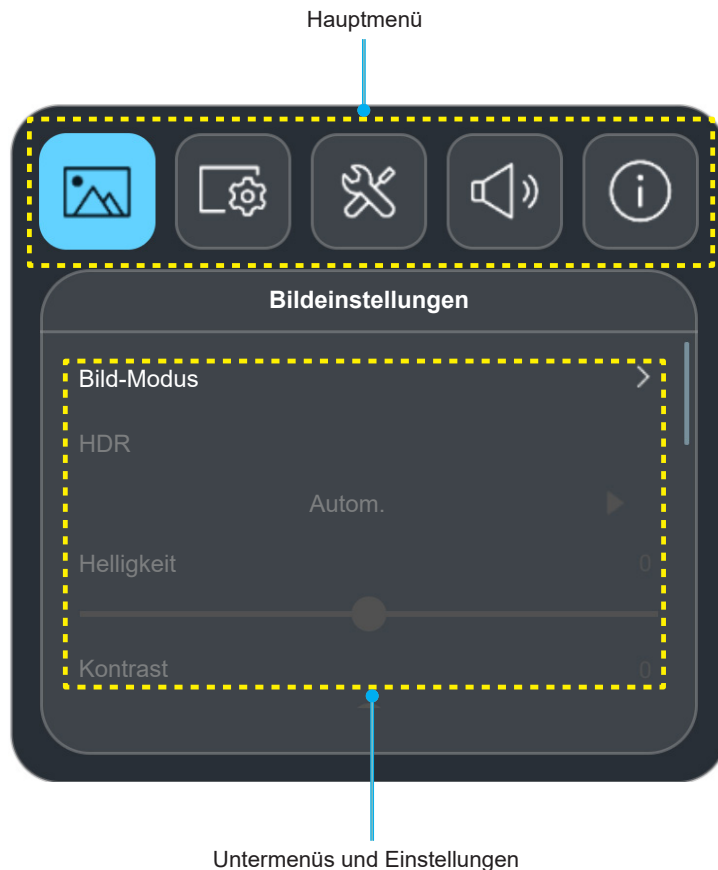 Hauptmenü
Bildeinstellungen
Bild-Modus
HDR
Autom.
Helligkeit 0
Kontrast 0
Untermenüs und Einstellungen